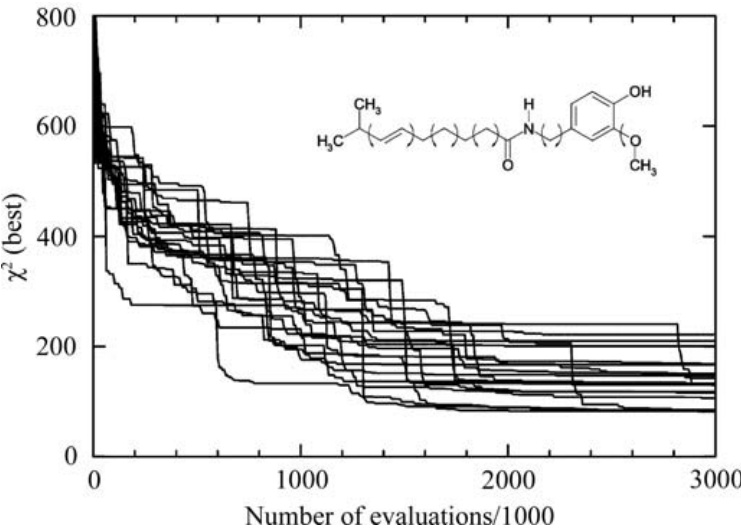 800
600
400
200
0
χ² (best)
0 1000 2000 3000
Number of evaluations/1000
CH₃
H₃C
O
H
N
OH
O
CH₃